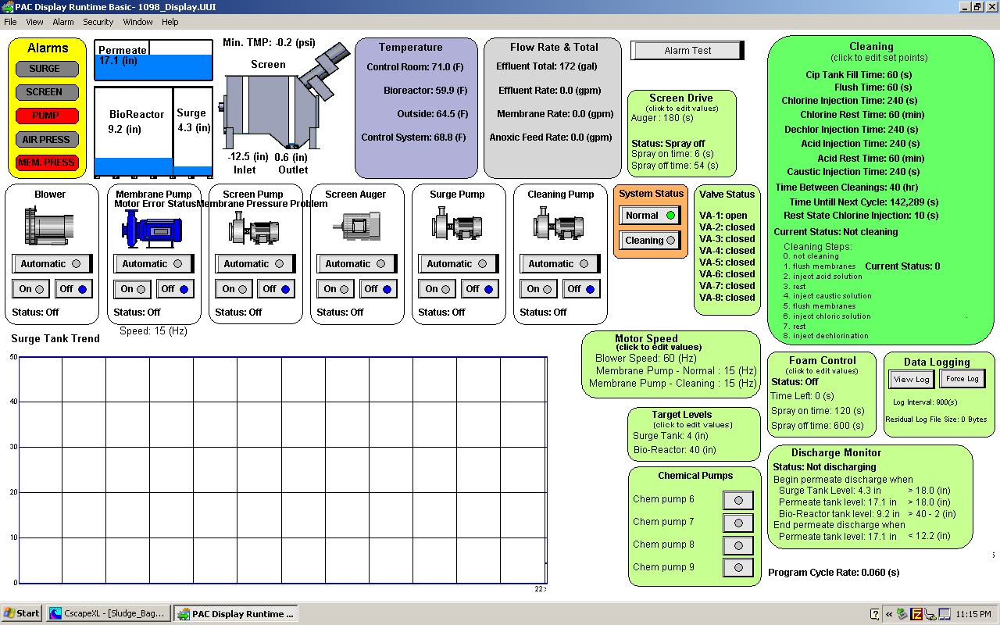 PAC Display Runtime Basic- 1098_Display.UUI
File View Alarm Security Window Help
Alarms
SURGE
SCREEN
PUMP
AIR PRESS
MEM. PRESS
Permeate
17.1 (in)
BioReactor
9.2 (in)
Surge
4.3 (in)
Min. TMP: -0.2 (psi)
Screen
-12.5 (in) 0.6 (in)
Inlet Outlet
Temperature
Control Room: 71.0 (F)
Bioreactor: 59.9 (F)
Outside: 64.5 (F)
Control System: 68.8 (F)
Flow Rate & Total
Effluent Total: 172 (gal)
Effluent Rate: 0.0 (gpm)
Membrane Rate: 0.0 (gpm)
Anoxic Feed Rate: 0.0 (gpm)
Alarm Test
Screen Drive
(click to edit values)
Auger : 180 (s)
Status: Spray off
Spray on time: 6 (s)
Spray off time: 54 (s)
Cleaning
(click to edit set points)
Cip Tank Fill Time: 60 (s)
Flush Time: 60 (s)
Chlorine Injection Time: 240 (s)
Chlorine Rest Time: 60 (min)
Dechlor Injection Time: 240 (s)
Acid Injection Time: 240 (s)
Acid Rest Time: 60 (min)
Caustic Injection Time: 240 (s)
Time Between Cleanings: 40 (hr)
Time Untill Next Cycle: 142,289 (s)
Rest State Chlorine Injection: 10 (s)
Current Status: Not cleaning
Cleaning Steps:
0. not cleaning
1. flush membranes Current Status: 0
2. inject acid solution
3. rest
4. inject caustic solution
5. flush membranes
6. inject chloric solution
7. rest
8. inject dechlorination
Blower
Automatic
On Off
Status: Off
Membrane Pump
Motor Error Status
Automatic
On Off
Status: Off
Speed: 15 (Hz)
Screen Pump
Membrane Pressure Problem
Automatic
On Off
Status: Off
Screen Auger
Automatic
On Off
Status: Off
Surge Pump
Automatic
On Off
Status: Off
Cleaning Pump
Automatic
On Off
Status: Off
System Status
Normal
Cleaning
Valve Status
VA-1: open
VA-2: closed
VA-3: closed
VA-4: closed
VA-5: closed
VA-6: closed
VA-7: closed
VA-8: closed
Surge Tank Trend
50
40
30
20
10
0
22:
Motor Speed
(click to edit values)
Blower Speed: 60 (Hz)
Membrane Pump - Normal : 15 (Hz)
Membrane Pump - Cleaning : 15 (Hz)
Target Levels
(click to edit values)
Surge Tank: 4 (in)
Bio-Reactor: 40 (in)
Chemical Pumps
Chem pump 6
Chem pump 7
Chem pump 8
Chem pump 9
Foam Control
(click to edit values)
Status: Off
Time Left: 0 (s)
Spray on time: 120 (s)
Spray off time: 600 (s)
Data Logging
View Log Force Log
Log Interval: 900(s)
Residual Log File Size: 0 Bytes
Discharge Monitor
Status: Not discharging
Begin permeate discharge when
Surge Tank Level: 4.3 in > 18.0 (in)
Permeate tank level: 17.1 in > 18.0 (in)
Bio-Reactor tank level: 9.2 in > 40 - 2 (in)
End permeate discharge when
Permeate tank level: 17.1 in < 12.2 (in)
Program Cycle Rate: 0.060 (s)
Start CscapeXL - [Sludge_Bag... PAC Display Runtime ... « 11:15 PM